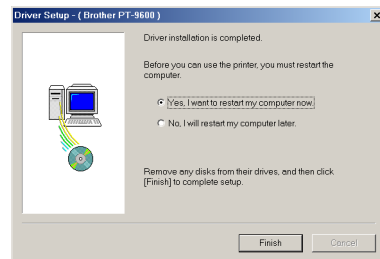 Driver Setup - ( Brother PT-9600 )
Driver installation is completed.
Before you can use the printer, you must restart the
computer.
Yes, I want to restart my computer now.
No, I will restart my computer later.
Remove any disks from their drives, and then click
[Finish] to complete setup.
Finish
Cancel